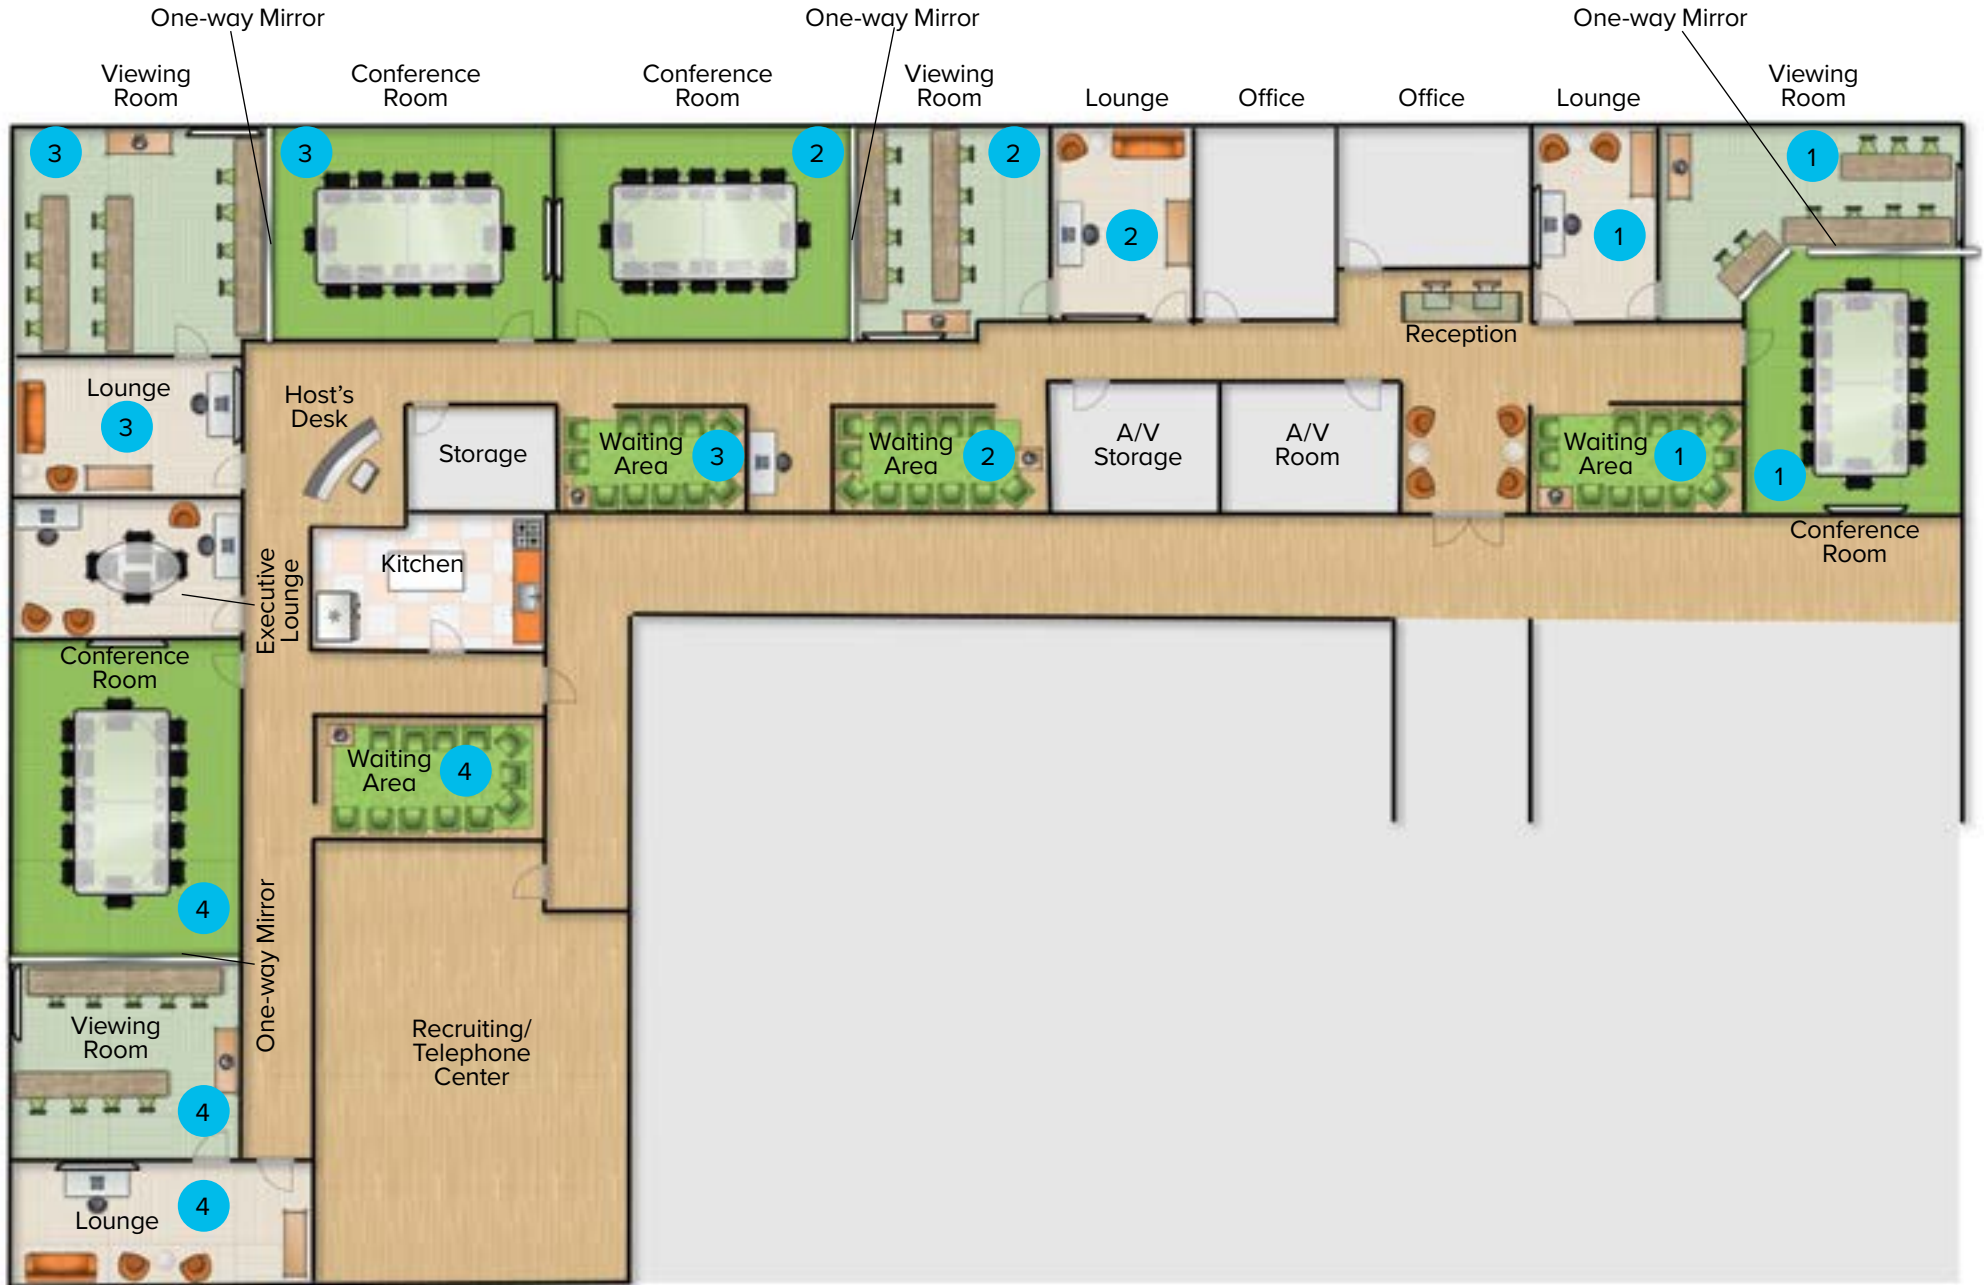 One-way Mirror
One-way Mirror
One-way Mirror
Viewing
Room
Conference
Room
Conference
Room
Viewing
Room
Lounge
Office
Office
Lounge
Viewing
Room
3
3
2
2
2
1
1
Reception
Lounge
3
Host's
Desk
Storage
Waiting
Area
3
Waiting
Area
2
A/V
Storage
A/V
Room
Waiting
Area
1
1
Conference
Room
Executive
Lounge
Kitchen
Conference
Room
4
Waiting
Area
4
One-way Mirror
Viewing
Room
4
Recruiting/
Telephone
Center
Lounge
4